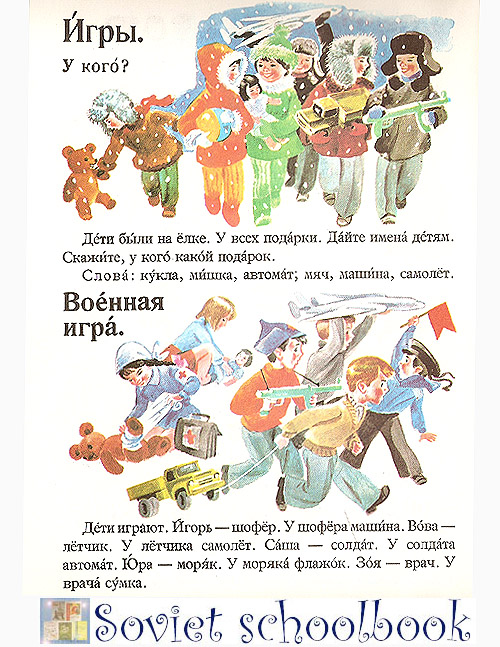 И́гры.
У кого́?
Де́ти бы́ли на ёлке. У всех пода́рки. Да́йте имена́ де́тям.
Скажи́те, у кого́ како́й пода́рок.
Слова́: ку́кла, ми́шка, автома́т; мяч, маши́на, самолёт.
Вое́нная
игра́.
Де́ти игра́ют. И́горь — шофёр. У шофёра маши́на. Во́ва —
лётчик. У лётчика самолёт. Са́ша — солда́т. У солда́та
автома́т. Ю́ра — моря́к. У моряка́ флажо́к. Зо́я — врач. У
врача́ су́мка.
Soviet schoolbook